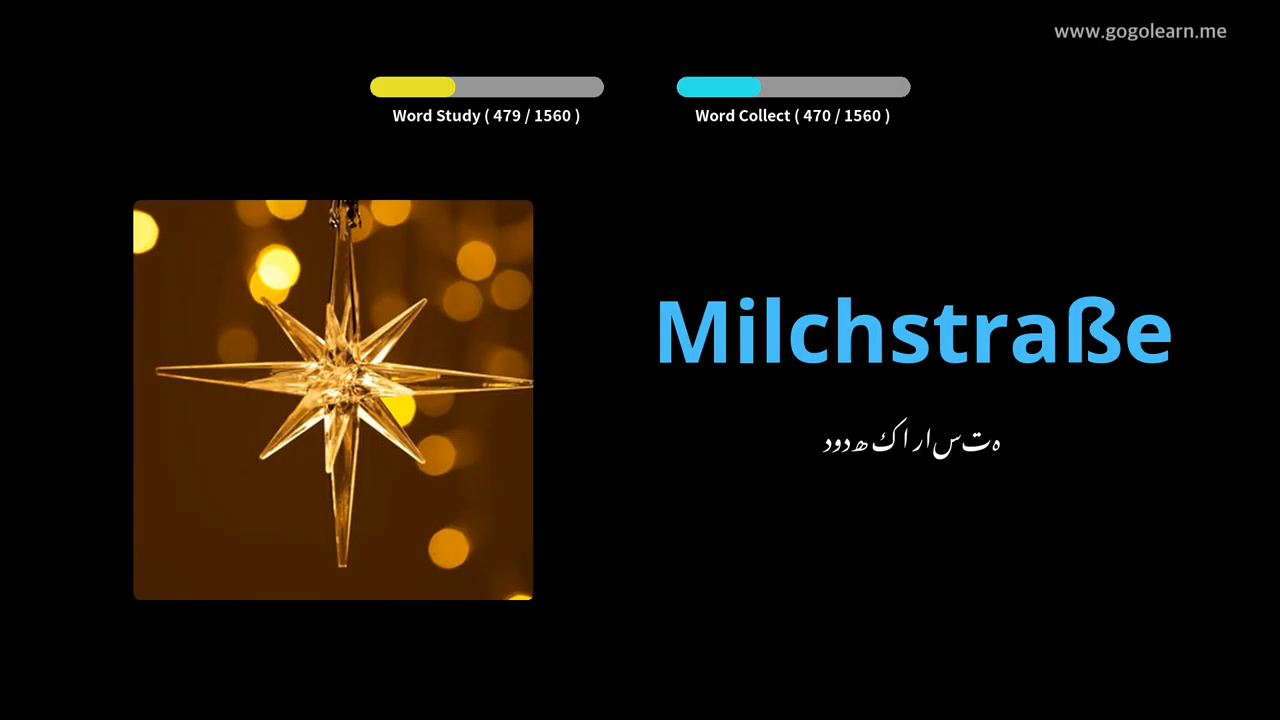 www.gogolearn.me
Word Study ( 479 / 1560 )
Word Collect ( 470 / 1560 )
Milchstraße
دودھ کا راستہ